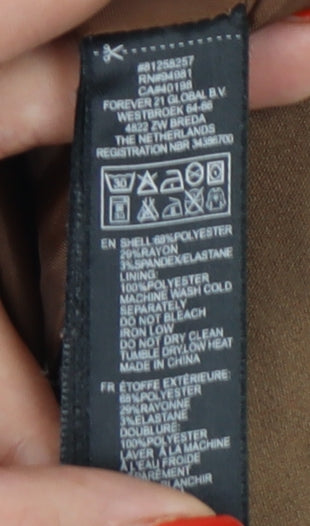 #81258257
RN#94981
CA#40198
FOREVER 21 GLOBAL B.V.
WESTBROEK 64-66
4822 ZW BREDA
THE NETHERLANDS
REGISTRATION NBR 34386700
30
EN SHELL:68%POLYESTER
29%RAYON
3%SPANDEX/ELASTANE
LINING:
100%POLYESTER
MACHINE WASH COLD
SEPARATELY
DO NOT BLEACH
IRON LOW
DO NOT DRY CLEAN
TUMBLE DRY,LOW HEAT
MADE IN CHINA
FR ÉTOFFE EXTÉRIEURE:
68%POLYESTER
29%RAYONNE
3%ÉLASTANE
DOUBLURE:
100%POLYESTER
LAVER À LA MACHINE
À L'EAU FROIDE